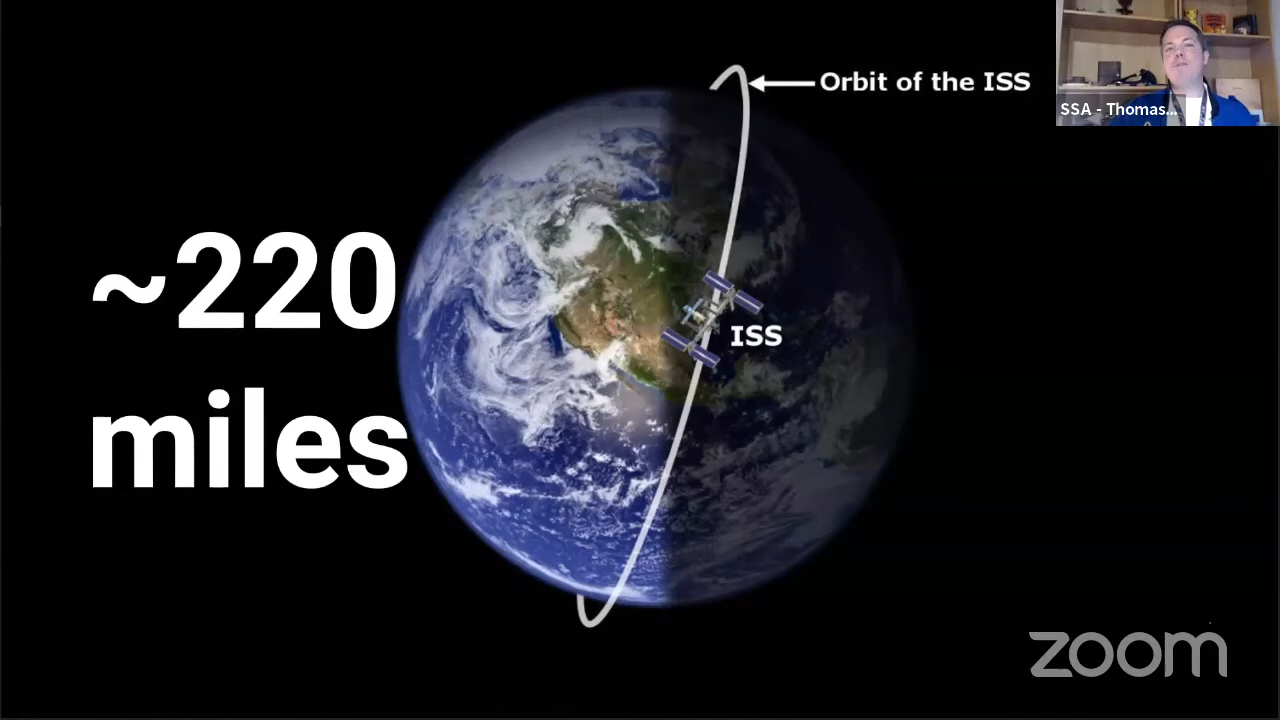 Orbit of the ISS
SSA - Thomas...
~220
miles
ISS
zoom